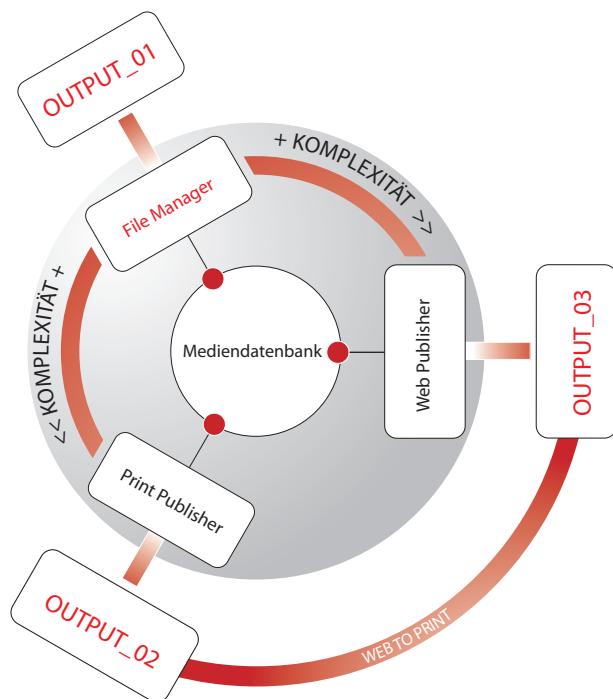 OUTPUT_01
+ KOMPLEXITÄT >>
File Manager
<< KOMPLEXITÄT +
Mediendatenbank
Web Publisher
OUTPUT_03
Print Publisher
OUTPUT_02
WEB TO PRINT